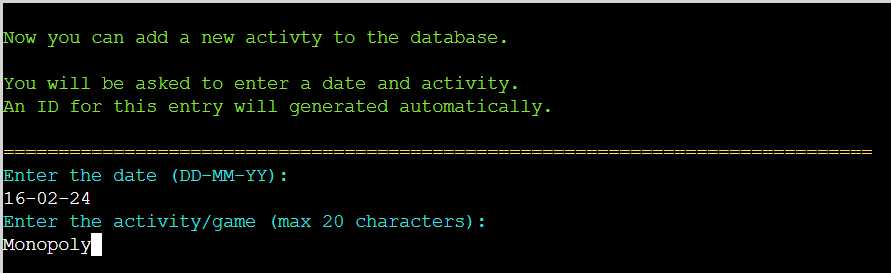 Now you can add a new activty to the database.
You will be asked to enter a date and activity.
An ID for this entry will generated automatically.
===============================================================================
Enter the date (DD-MM-YY):
16-02-24
Enter the activity/game (max 20 characters):
Monopoly